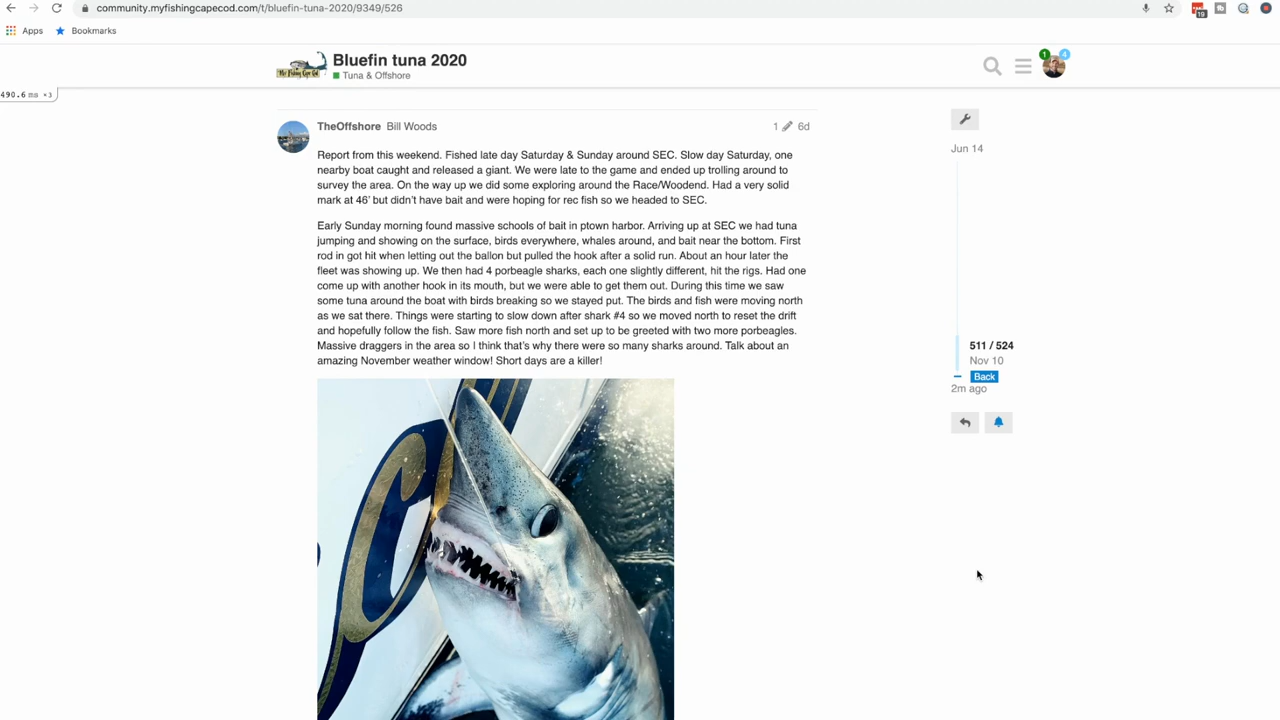 community.myfishingcapecod.com/t/bluefin-tuna-2020/9349/526
19
Apps
Bookmarks
My Fishing Cape Cod
Bluefin tuna 2020
Tuna & Offshore
1
4
490.6 ms ×3
TheOffshore Bill Woods
1
6d
Report from this weekend. Fished late day Saturday & Sunday around SEC. Slow day Saturday, one
nearby boat caught and released a giant. We were late to the game and ended up trolling around to
survey the area. On the way up we did some exploring around the Race/Woodend. Had a very solid
mark at 46' but didn't have bait and were hoping for rec fish so we headed to SEC.
Early Sunday morning found massive schools of bait in ptown harbor. Arriving up at SEC we had tuna
jumping and showing on the surface, birds everywhere, whales around, and bait near the bottom. First
rod in got hit when letting out the ballon but pulled the hook after a solid run. About an hour later the
fleet was showing up. We then had 4 porbeagle sharks, each one slightly different, hit the rigs. Had one
come up with another hook in its mouth, but we were able to get them out. During this time we saw
some tuna around the boat with birds breaking so we stayed put. The birds and fish were moving north
as we sat there. Things were starting to slow down after shark #4 so we moved north to reset the drift
and hopefully follow the fish. Saw more fish north and set up to be greeted with two more porbeagles.
Massive draggers in the area so I think that's why there were so many sharks around. Talk about an
amazing November weather window! Short days are a killer!
Jun 14
511 / 524
Nov 10
Back
2m ago